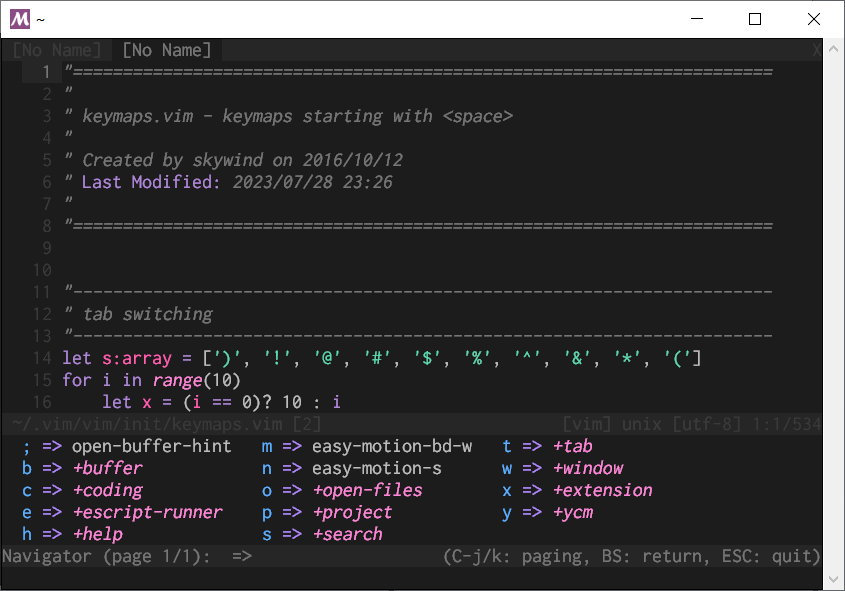 M ~
[No Name] [No Name] X
1 "======================================================================
2 "
3 " keymaps.vim - keymaps starting with <space>
4 "
5 " Created by skywind on 2016/10/12
6 " Last Modified: 2023/07/28 23:26
7 "
8 "======================================================================
9
10
11 "----------------------------------------------------------------------
12 " tab switching
13 "----------------------------------------------------------------------
14 let s:array = [')', '!', '@', '#', '$', '%', '^', '&', '*', '(']
15 for i in range(10)
16     let x = (i == 0)? 10 : i
~/.vim/vim/init/keymaps.vim [2] [vim] unix [utf-8] 1:1/534
; => open-buffer-hint m => easy-motion-bd-w t => +tab
b => +buffer n => easy-motion-s w => +window
c => +coding o => +open-files x => +extension
e => +escript-runner p => +project y => +ycm
h => +help s => +search
Navigator (page 1/1): => (C-j/k: paging, BS: return, ESC: quit)